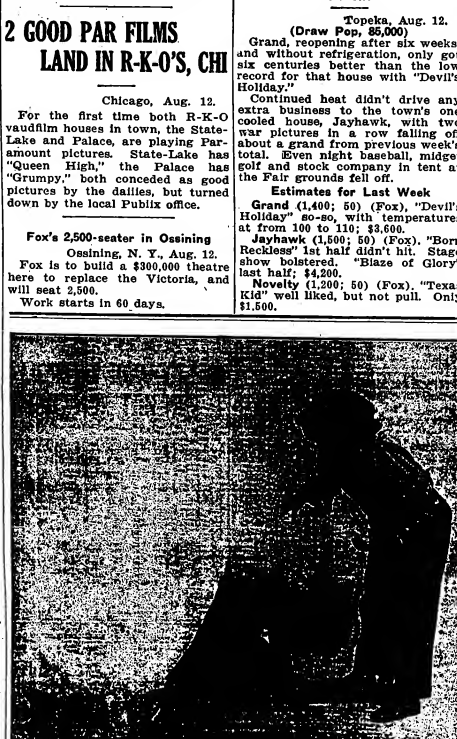 2 GOOD PAR FILMS
LAND IN R-K-O'S, CHI
Chicago, Aug. 12.
For the first time both R-K-O
vaudfilm houses in town, the State-
Lake and Palace, are playing Par-
amount pictures. State-Lake has
"Queen High," the Palace has
"Grumpy." both conceded as good
pictures by the dailies, but turned
down by the local Publix office.
Fox's 2,500-seater in Ossining
Ossining, N. Y., Aug. 12.
Fox is to build a $300,000 theatre
here to replace the Victoria, and
will seat 2,500.
Work starts in 60 days.
Topeka, Aug. 12.
(Draw Pop, 85,000)
Grand, reopening after six weeks
and without refrigeration, only got
six centuries better than the low
record for that house with "Devil's
Holiday."
Continued heat didn't drive any
extra business to the town's one
cooled house, Jayhawk, with two
war pictures in a row falling of
about a grand from previous week's
total. Even night baseball, midge
golf and stock company in tent a
the Fair grounds fell off.
Estimates for Last Week
Grand (1,400; 50) (Fox), "Devil's
Holiday" so-so, with temperature
at from 100 to 110; $3,600.
Jayhawk (1,500; 50) (Fox). "Born
Reckless" 1st half didn't hit. Stage
show bolstered. "Blaze of Glory"
last half; $4,200.
Novelty (1,200; 50) (Fox). "Texas
Kid" well liked, but not pull. Only
$1,500.